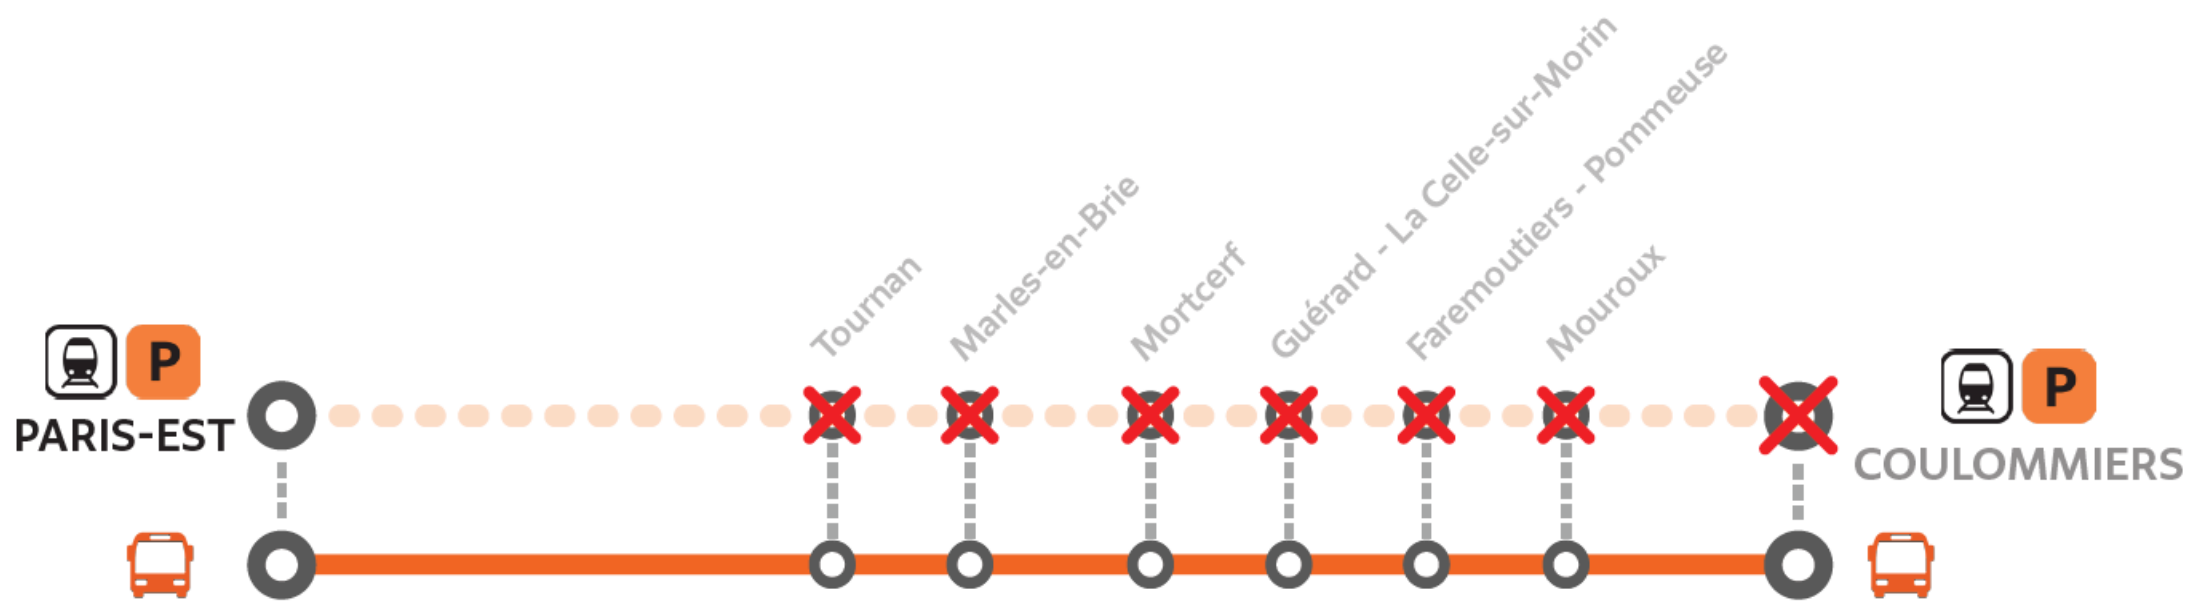 Tournan
Marles-en-Brie
Mortcerf
Guérard - La Celle-sur-Morin
Faremoutiers - Pommeuse
Mouroux
P
PARIS-EST
P
COULOMMIERS